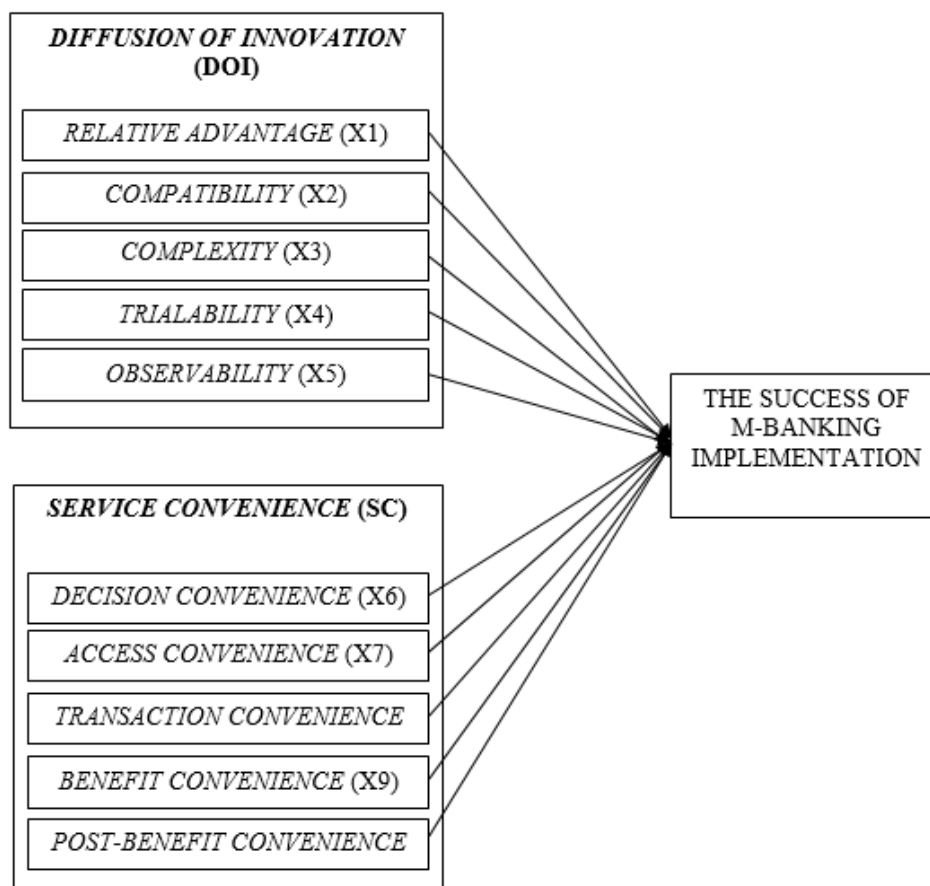 DIFFUSION OF INNOVATION
(DOI)
RELATIVE ADVANTAGE (X1)
COMPATIBILITY (X2)
COMPLEXITY (X3)
TRIALABILITY (X4)
OBSERVABILITY (X5)
THE SUCCESS OF
M-BANKING
IMPLEMENTATION
SERVICE CONVENIENCE (SC)
DECISION CONVENIENCE (X6)
ACCESS CONVENIENCE (X7)
TRANSACTION CONVENIENCE
BENEFIT CONVENIENCE (X9)
POST-BENEFIT CONVENIENCE